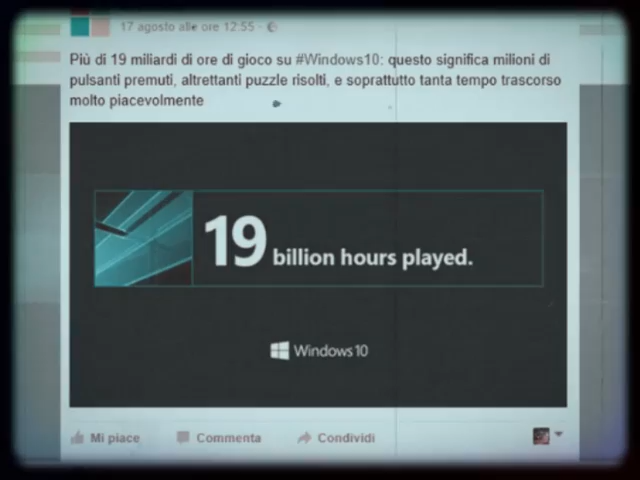 17 agosto alle ore 12:55 ·
Più di 19 miliardi di ore di gioco su #Windows10: questo significa milioni di
pulsanti premuti, altrettanti puzzle risolti, e soprattutto tanta tempo trascorso
molto piacevolmente
19 billion hours played.
Windows 10
Mi piace Commenta Condividi